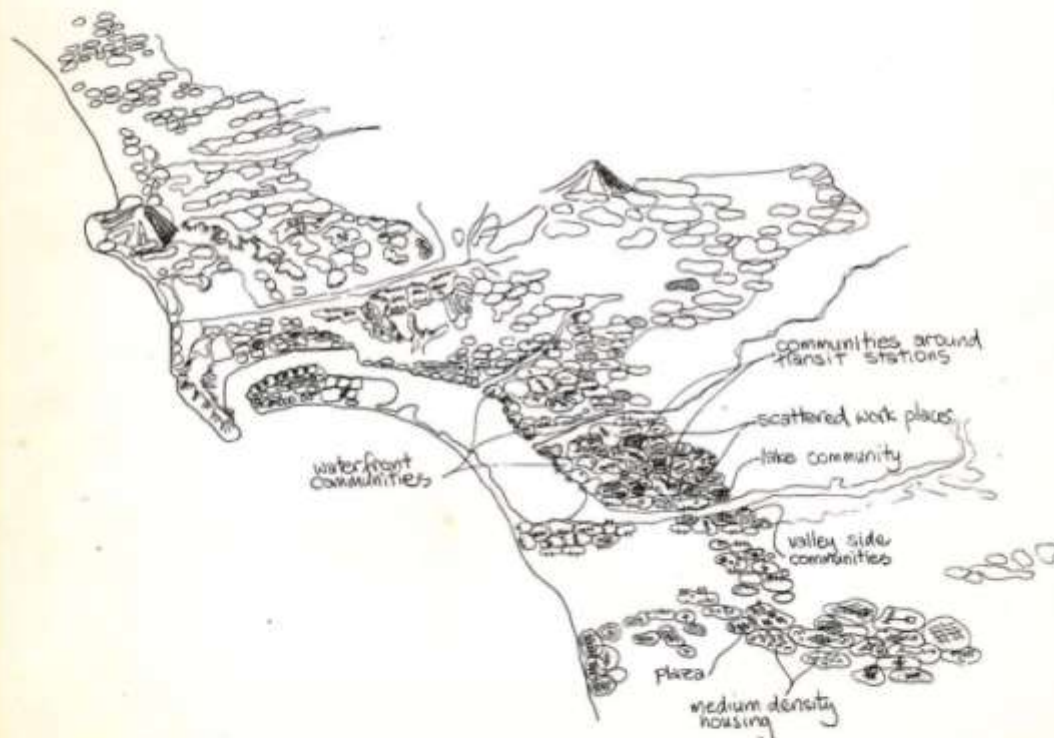 communities around
transit stations
scattered work places
lake community
waterfront
communities
valley side
communities
plaza
medium density
housing